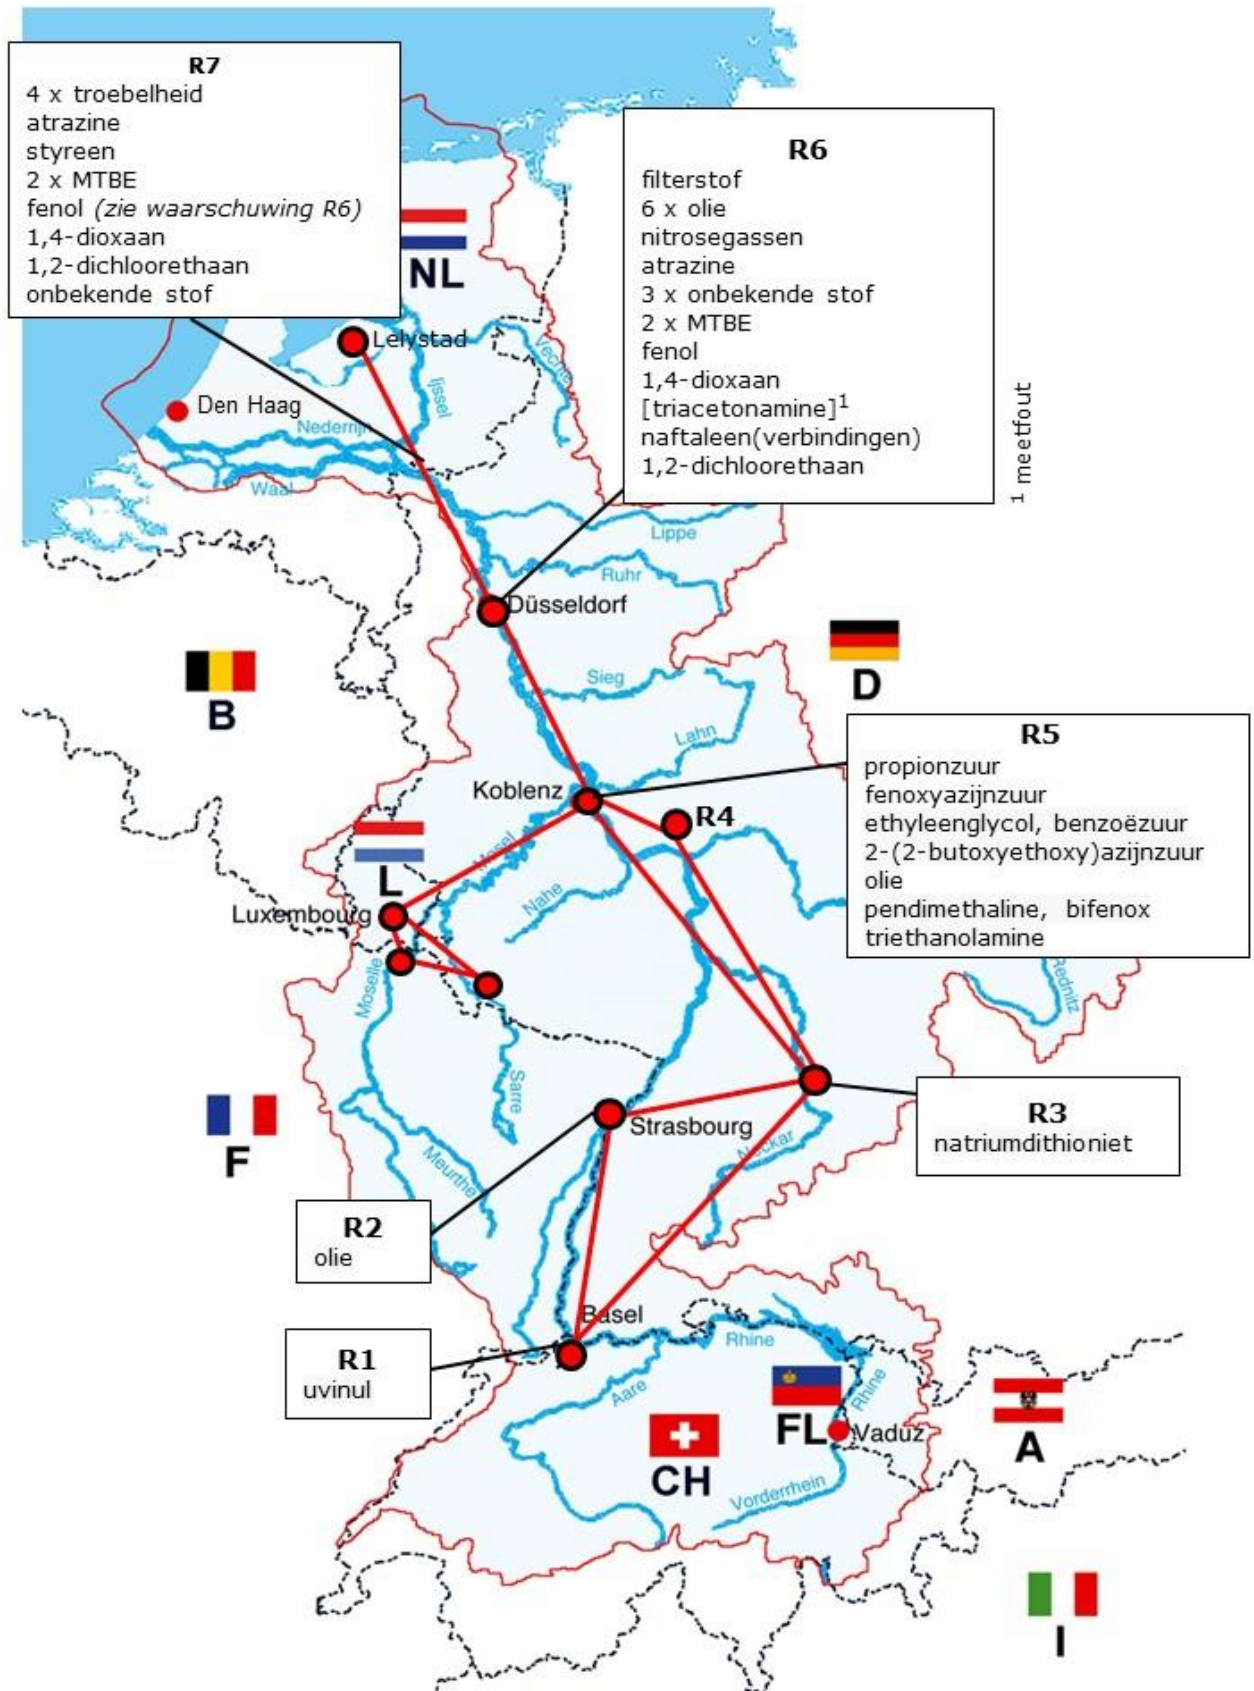 R7
4 x troebelheid
atrazine
styreen
2 x MTBE
fenol (zie waarschuwing R6)
1,4-dioxaan
1,2-dichloorethaan
onbekende stof
R6
filterstof
6 x olie
nitrosegassen
atrazine
3 x onbekende stof
2 x MTBE
fenol
1,4-dioxaan
[triacetonamine]¹
naftaleen(verbindingen)
1,2-dichloorethaan
¹ meetfout
NL
Lelystad
Vechte
Ijssel
Den Haag
Nederrijn
Waal
Lippe
Ruhr
Düsseldorf
D
Sieg
B
Lahn
R5
propionzuur
fenoxyazijnzuur
ethyleenglycol, benzoëzuur
2-(2-butoxyethoxy)azijnzuur
olie
pendimethaline, bifenox
triethanolamine
Koblenz
R4
Mosel
L
Nahe
Luxembourg
Moselle
Rednitz
Sarre
F
Strasbourg
R3
natriumdithioniet
Neckar
Meurthe
R2
olie
Basel
Rhine
R1
uvinul
Aare
Rhine
FL
Vaduz
A
CH
Vorderrhein
I